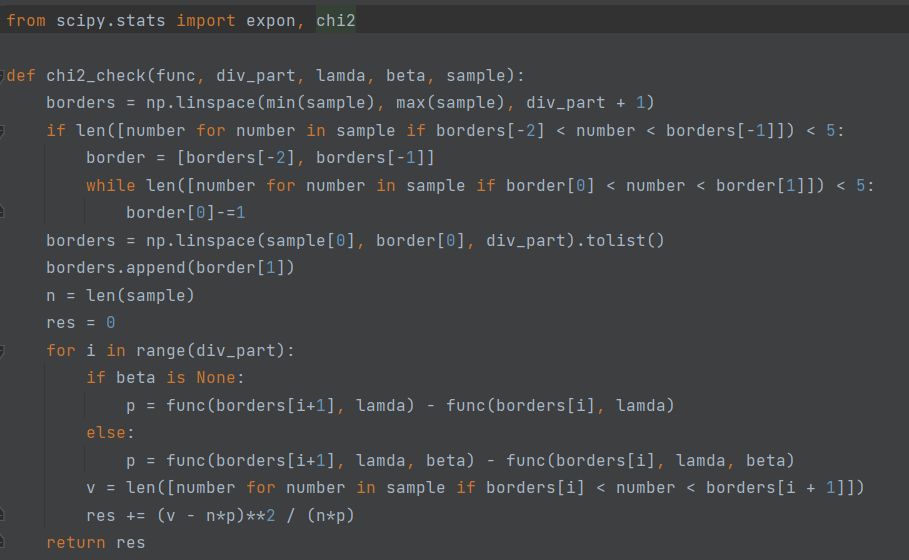 from scipy.stats import expon, chi2
def chi2_check(func, div_part, lamda, beta, sample):
    borders = np.linspace(min(sample), max(sample), div_part + 1)
    if len([number for number in sample if borders[-2] < number < borders[-1]]) < 5:
        border = [borders[-2], borders[-1]]
        while len([number for number in sample if border[0] < number < border[1]]) < 5:
            border[0]-=1
    borders = np.linspace(sample[0], border[0], div_part).tolist()
    borders.append(border[1])
    n = len(sample)
    res = 0
    for i in range(div_part):
        if beta is None:
            p = func(borders[i+1], lamda) - func(borders[i], lamda)
        else:
            p = func(borders[i+1], lamda, beta) - func(borders[i], lamda, beta)
        v = len([number for number in sample if borders[i] < number < borders[i + 1]])
        res += (v - n*p)**2 / (n*p)
    return res